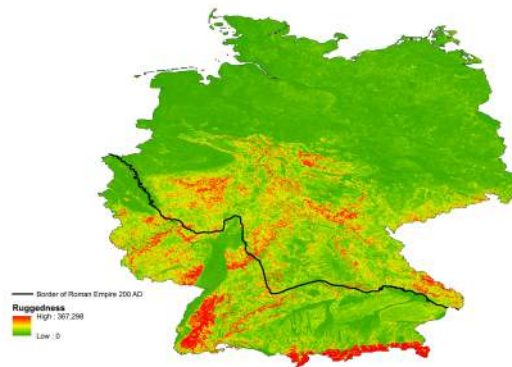 Border of Roman Empire 200 AD
Ruggedness
High : 367,298
Low : 0